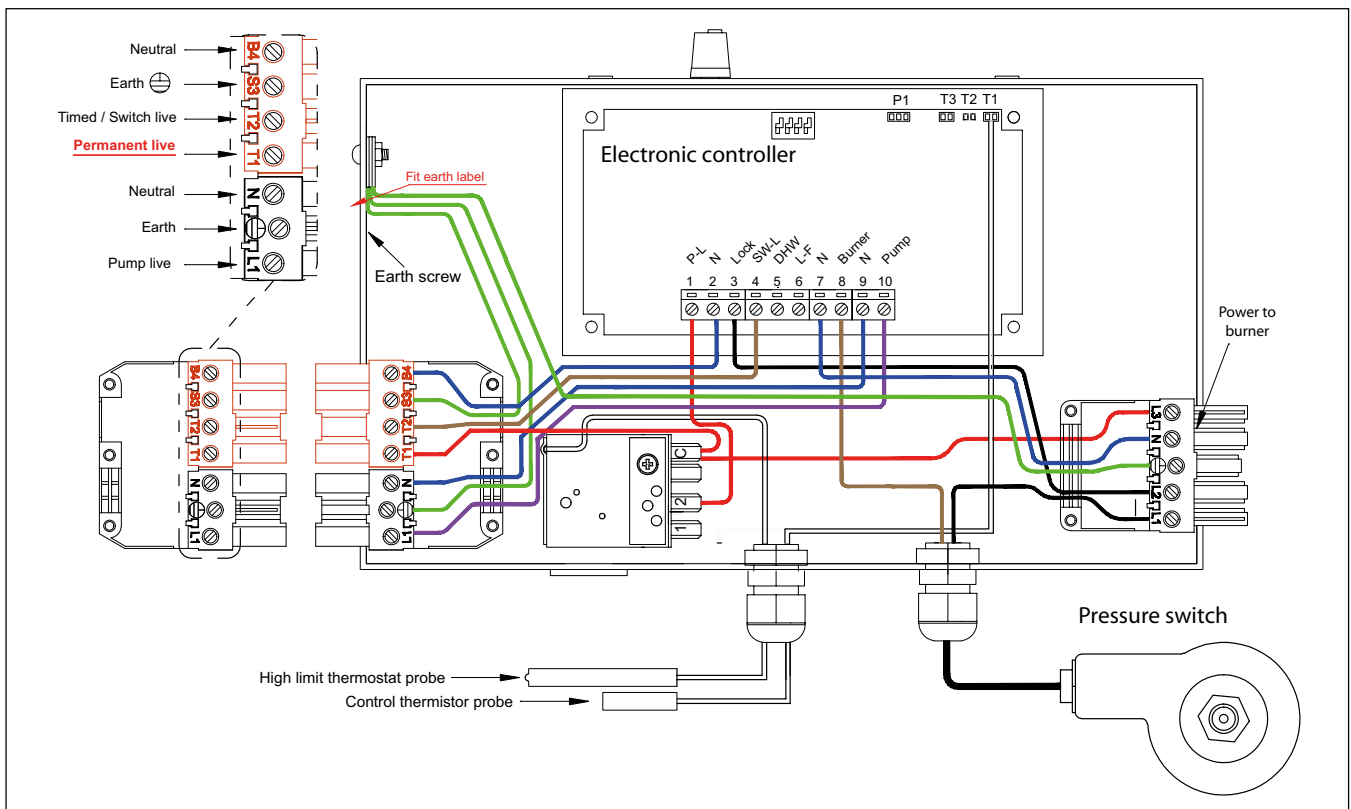 Neutral
Earth
Timed / Switch live
Permanent live
Neutral
Earth
Pump live
B4
S3
T2
T1
N
L1
Fit earth label
Earth screw
Electronic controller
P1
T3
T2
T1
P-L
N
Lock
SW-L
DHW
L-F
N
Burner
N
Pump
1 2 3 4 5 6 7 8 9 10
Power to
burner
B4
S3
T2
T1
N
L1
B4
S3
T2
T1
N
L1
C
2
1
L3
N
L2
L1
High limit thermostat probe
Control thermistor probe
Pressure switch